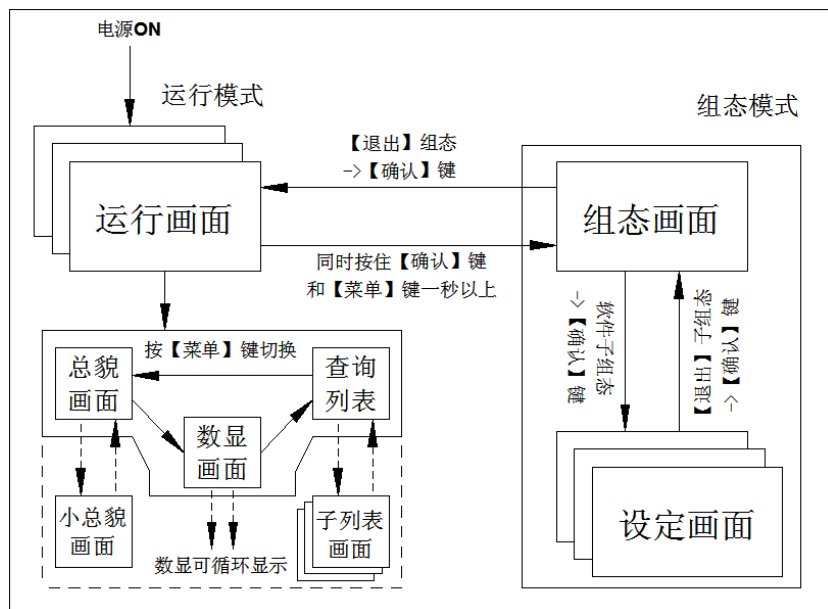 电源ON
运行模式
组态模式
【退出】组态
->【确认】键
运行画面
组态画面
同时按住【确认】键
和【菜单】键一秒以上
软件子组态
->【确认】键
【退出】子组态
->【确认】键
按【菜单】键切换
总貌
画面
查询
列表
数显
画面
小总貌
画面
子列表
画面
数显可循环显示
设定画面